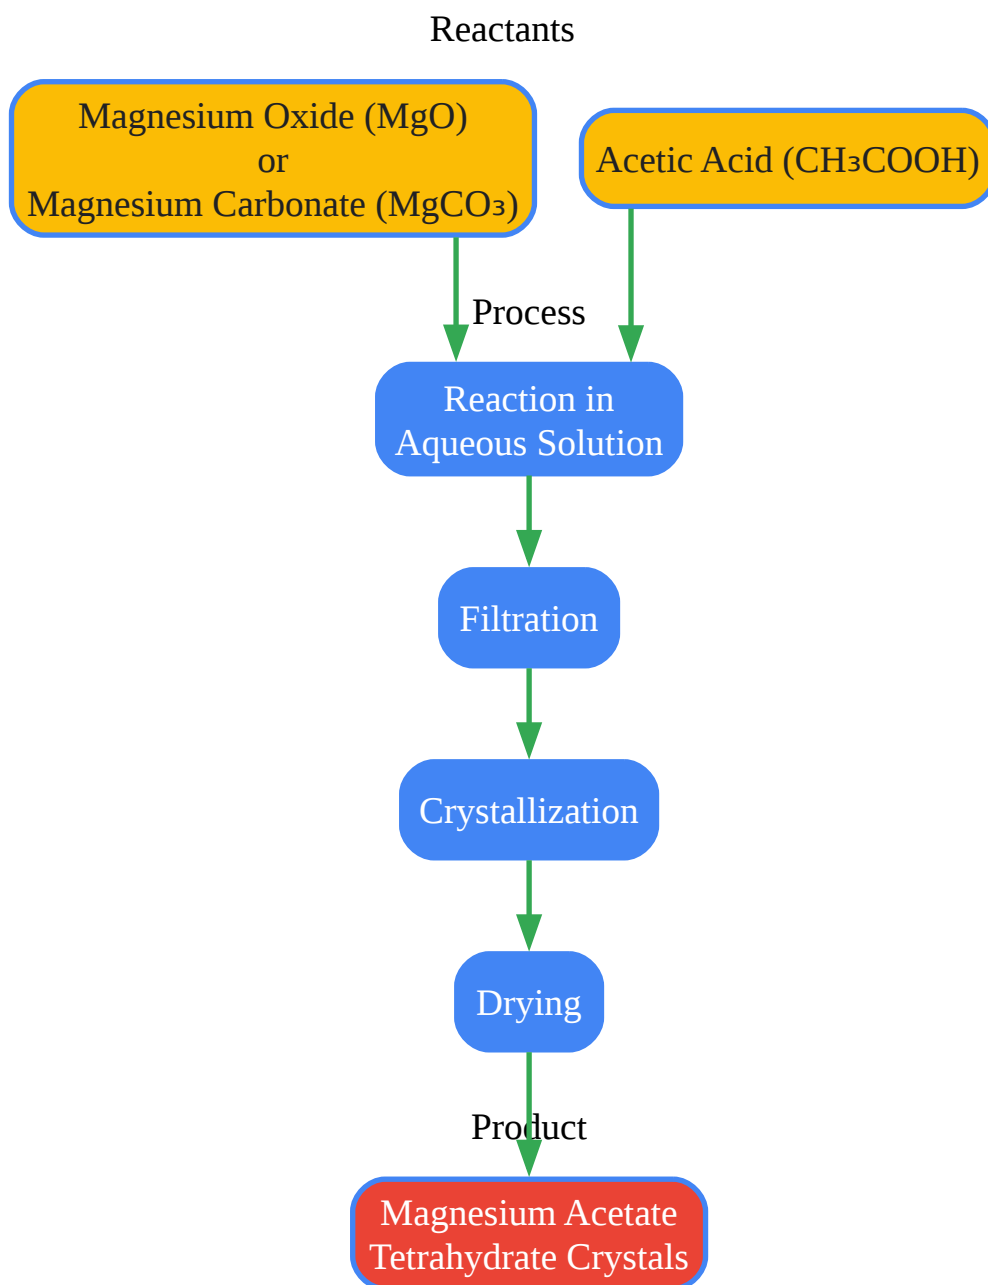 Reactants
Magnesium Oxide (MgO)
or
Magnesium Carbonate (MgCO₃)
Acetic Acid (CH₃COOH)
Process
Reaction in
Aqueous Solution
Filtration
Crystallization
Drying
Product
Magnesium Acetate
Tetrahydrate Crystals